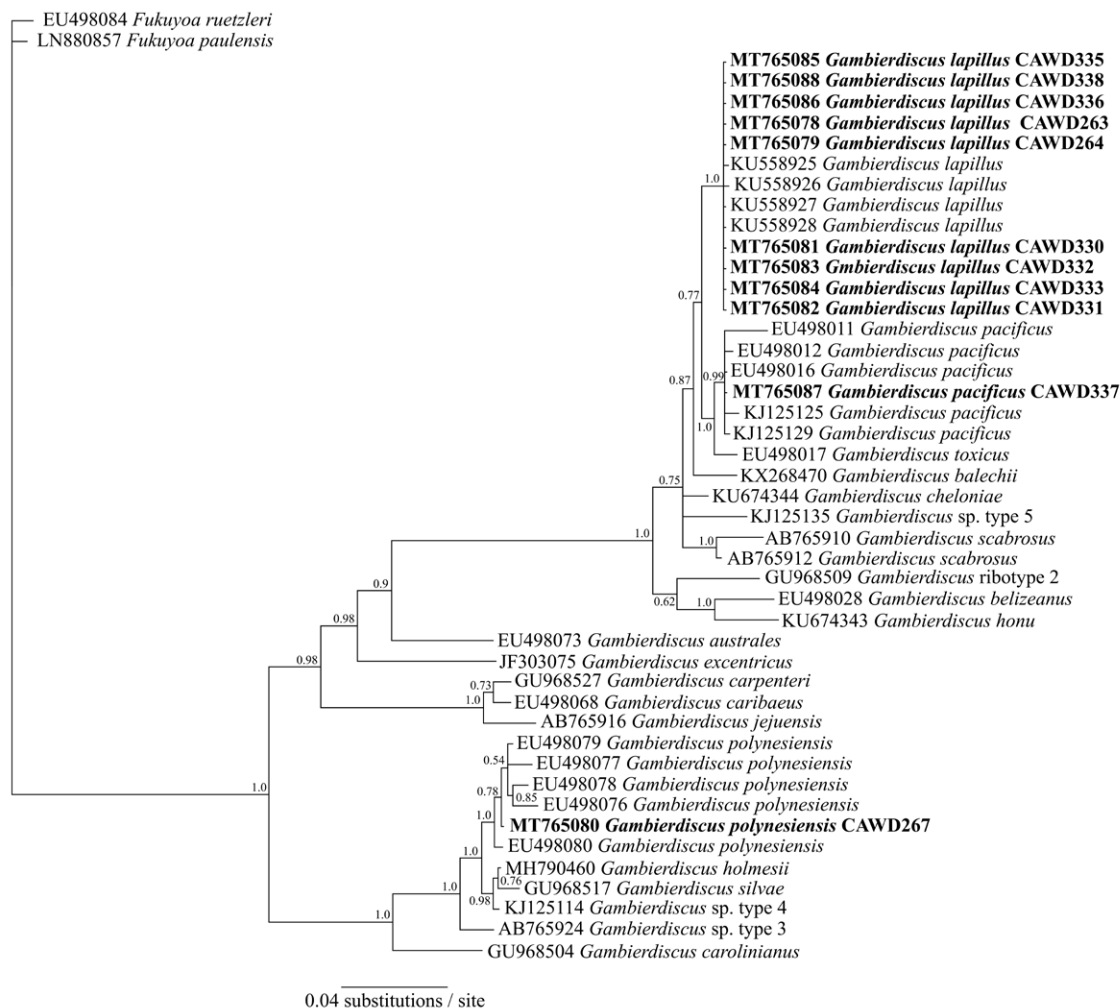 EU498084 Fukuyoa ruetzleri
LN880857 Fukuyoa paulensis
MT765085 Gambierdiscus lapillus CAWD335
MT765088 Gambierdiscus lapillus CAWD338
MT765086 Gambierdiscus lapillus CAWD336
MT765078 Gambierdiscus lapillus CAWD263
MT765079 Gambierdiscus lapillus CAWD264
KU558925 Gambierdiscus lapillus
1.0
KU558926 Gambierdiscus lapillus
KU558927 Gambierdiscus lapillus
KU558928 Gambierdiscus lapillus
MT765081 Gambierdiscus lapillus CAWD330
MT765083 Gmbierdiscus lapillus CAWD332
MT765084 Gambierdiscus lapillus CAWD333
0.77
MT765082 Gambierdiscus lapillus CAWD331
EU498011 Gambierdiscus pacificus
EU498012 Gambierdiscus pacificus
0.87
EU498016 Gambierdiscus pacificus
0.99
MT765087 Gambierdiscus pacificus CAWD337
KJ125125 Gambierdiscus pacificus
1.0
KJ125129 Gambierdiscus pacificus
EU498017 Gambierdiscus toxicus
KX268470 Gambierdiscus balechii
0.75
KU674344 Gambierdiscus cheloniae
KJ125135 Gambierdiscus sp. type 5
1.0
AB765910 Gambierdiscus scabrosus
1.0
AB765912 Gambierdiscus scabrosus
GU968509 Gambierdiscus ribotype 2
0.9
0.62
1.0
EU498028 Gambierdiscus belizeanus
KU674343 Gambierdiscus honu
0.98
EU498073 Gambierdiscus australes
0.98
JF303075 Gambierdiscus excentricus
GU968527 Gambierdiscus carpenteri
0.73
EU498068 Gambierdiscus caribaeus
1.0
AB765916 Gambierdiscus jejuensis
EU498079 Gambierdiscus polynesiensis
0.54
EU498077 Gambierdiscus polynesiensis
1.0
0.78
EU498078 Gambierdiscus polynesiensis
0.85
EU498076 Gambierdiscus polynesiensis
1.0
MT765080 Gambierdiscus polynesiensis CAWD267
EU498080 Gambierdiscus polynesiensis
1.0
MH790460 Gambierdiscus holmesii
0.76
GU968517 Gambierdiscus silvae
1.0
0.98
KJ125114 Gambierdiscus sp. type 4
1.0
AB765924 Gambierdiscus sp. type 3
GU968504 Gambierdiscus carolinianus
0.04 substitutions / site